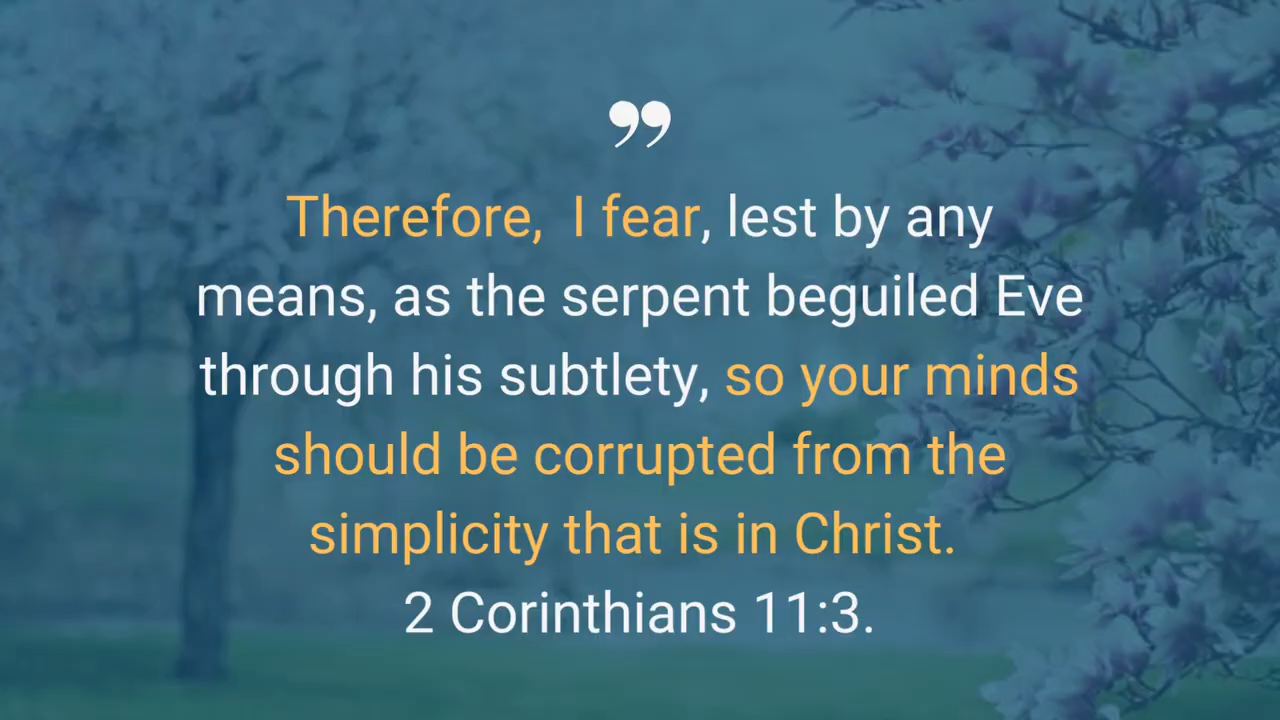 ”
Therefore,  I fear, lest by any
means, as the serpent beguiled Eve
through his subtlety, so your minds
should be corrupted from the
simplicity that is in Christ.
2 Corinthians 11:3.